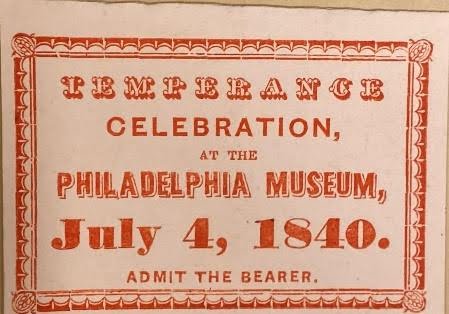 TEMPERANCE
CELEBRATION,
AT THE
PHILADELPHIA MUSEUM,
July 4, 1840.
ADMIT THE BEARER.